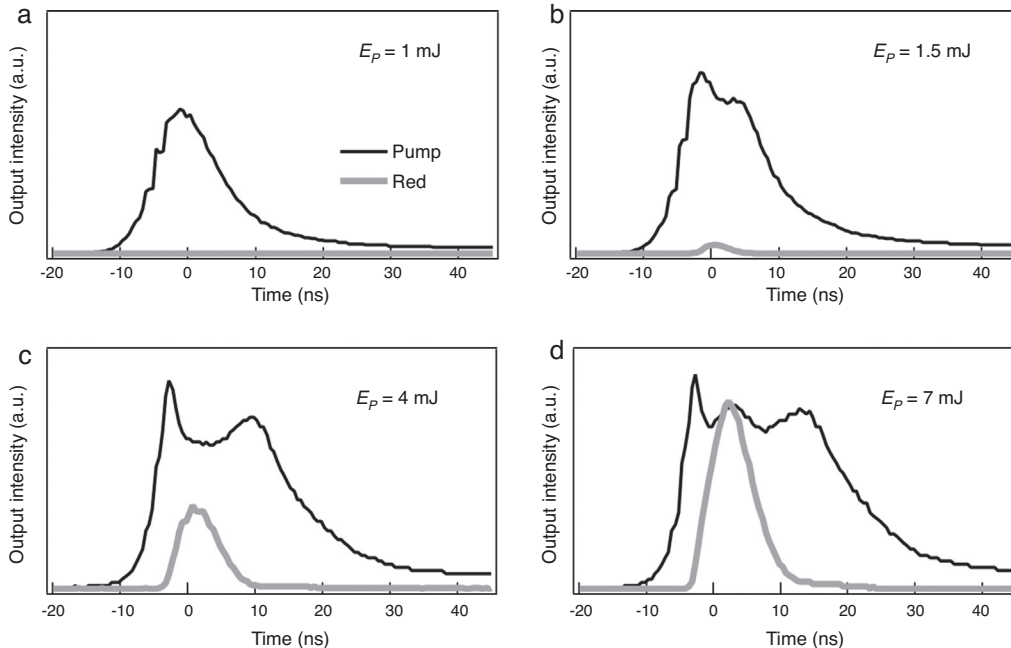 a
E_P = 1 mJ
Output intensity (a.u.)
Pump
Red
-20 -10 0 10 20 30 40
Time (ns)
b
E_P = 1.5 mJ
Output intensity (a.u.)
-20 -10 0 10 20 30 40
Time (ns)
c
E_P = 4 mJ
Output intensity (a.u.)
-20 -10 0 10 20 30 40
Time (ns)
d
E_P = 7 mJ
Output intensity (a.u.)
-20 -10 0 10 20 30 40
Time (ns)